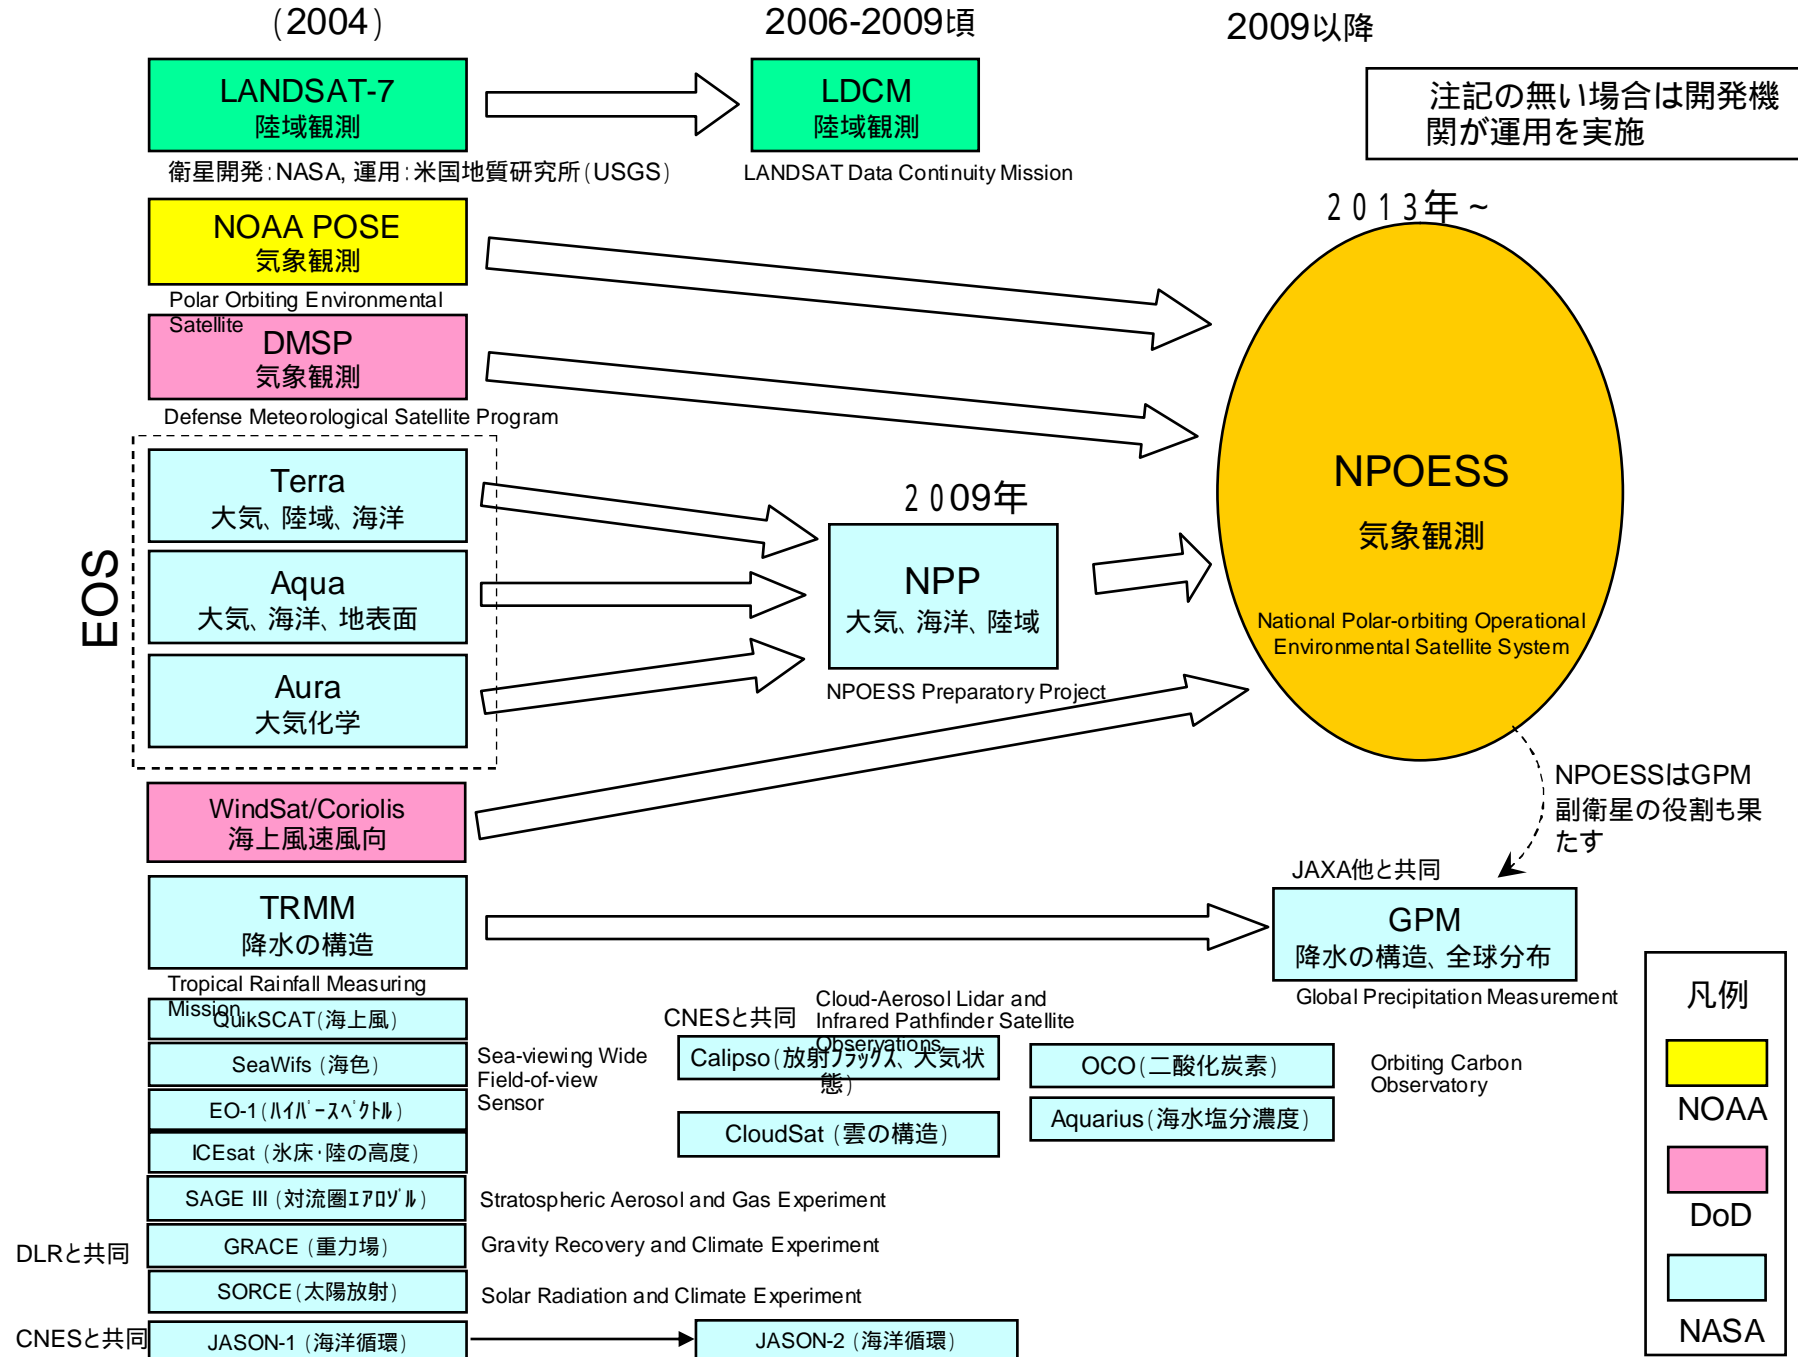 (2004)
2006-2009頃
2009以降
LANDSAT-7
陸域観測
LDCM
陸域観測
注記の無い場合は開発機
関が運用を実施
衛星開発:NASA, 運用:米国地質研究所(USGS)
LANDSAT Data Continuity Mission
NOAA POSE
気象観測
Polar Orbiting Environmental
Satellite
2013年~
DMSP
気象観測
Defense Meteorological Satellite Program
EOS
Terra
大気、陸域、海洋
Aqua
大気、海洋、地表面
Aura
大気化学
2009年
NPP
大気、海洋、陸域
NPOESS Preparatory Project
NPOESS
気象観測
National Polar-orbiting Operational
Environmental Satellite System
NPOESSはGPM
副衛星の役割も果
たす
WindSat/Coriolis
海上風速風向
TRMM
降水の構造
Tropical Rainfall Measuring
Mission
JAXA他と共同
GPM
降水の構造、全球分布
Global Precipitation Measurement
QuikSCAT(海上風)
SeaWifs (海色)
Sea-viewing Wide
Field-of-view
Sensor
EO-1(ﾊｲﾊﾟｰｽﾍﾟｸﾄﾙ)
ICEsat (氷床･陸の高度)
SAGE III (対流圏ｴｱﾛｿﾞﾙ)
Stratospheric Aerosol and Gas Experiment
DLRと共同
GRACE (重力場)
Gravity Recovery and Climate Experiment
SORCE(太陽放射)
Solar Radiation and Climate Experiment
CNESと共同
JASON-1 (海洋循環)
JASON-2 (海洋循環)
CNESと共同
Cloud-Aerosol Lidar and
Infrared Pathfinder Satellite
Observations
Calipso(放射ﾌﾗｯｸｽ、大気状
態)
CloudSat (雲の構造)
OCO(二酸化炭素)
Orbiting Carbon
Observatory
Aquarius(海水塩分濃度)
凡例
NOAA
DoD
NASA